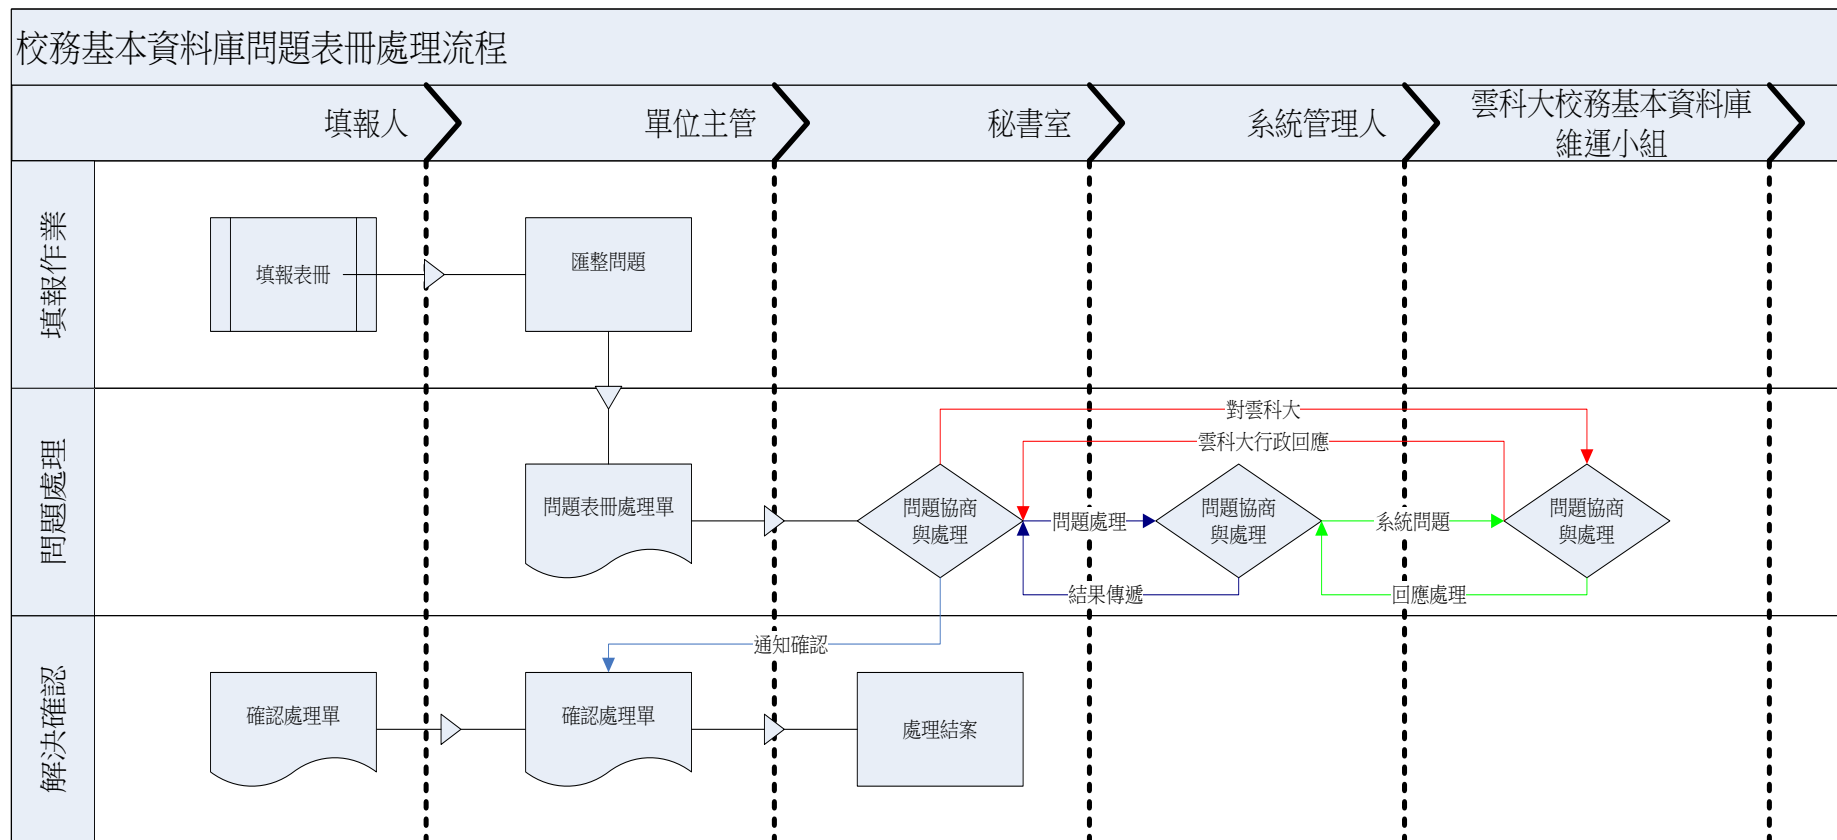 校務基本資料庫問題表冊處理流程
填報人
單位主管
秘書室
系統管理人
雲科大校務基本資料庫
維運小組
填報作業
填報表冊
匯整問題
問題處理
對雲科大
雲科大行政回應
問題表冊處理單
問題協商
與處理
問題處理
問題協商
與處理
系統問題
問題協商
與處理
結果傳遞
回應處理
解決確認
通知確認
確認處理單
確認處理單
處理結案